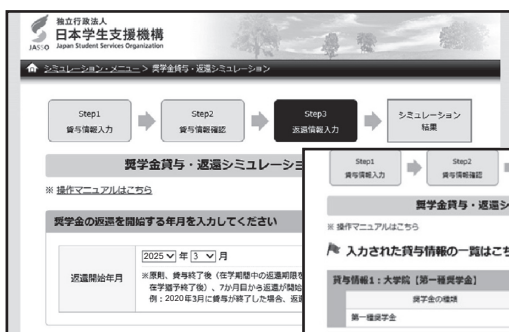 独立行政法人
日本学生支援機構
JASSO Japan Student Services Organization
シミュレーション・メニュー > 奨学金貸与・返還シミュレーション
Step1
貸与情報入力
Step2
貸与情報確認
Step3
返還情報入力
シミュレーション
結果
奨学金貸与・返還シミュレーショ
※ 操作マニュアルはこちら
奨学金の返還を開始する年月を入力してください
返還開始年月
2025 年 3 月
※原則、貸与終了後（在学期間中の返還期限を
在学猶予終了後）、7か月目から返還が開始
例：2020年3月に貸与が終了した場合、返還
Step1
貸与情報入力
Step2
貸与情報確認
奨学金貸与・返還シ
※ 操作マニュアルはこちら
入力された貸与情報の一覧はこち
貸与情報1：大学院【第一種奨学金】
奨学金の種類
第一種奨学金